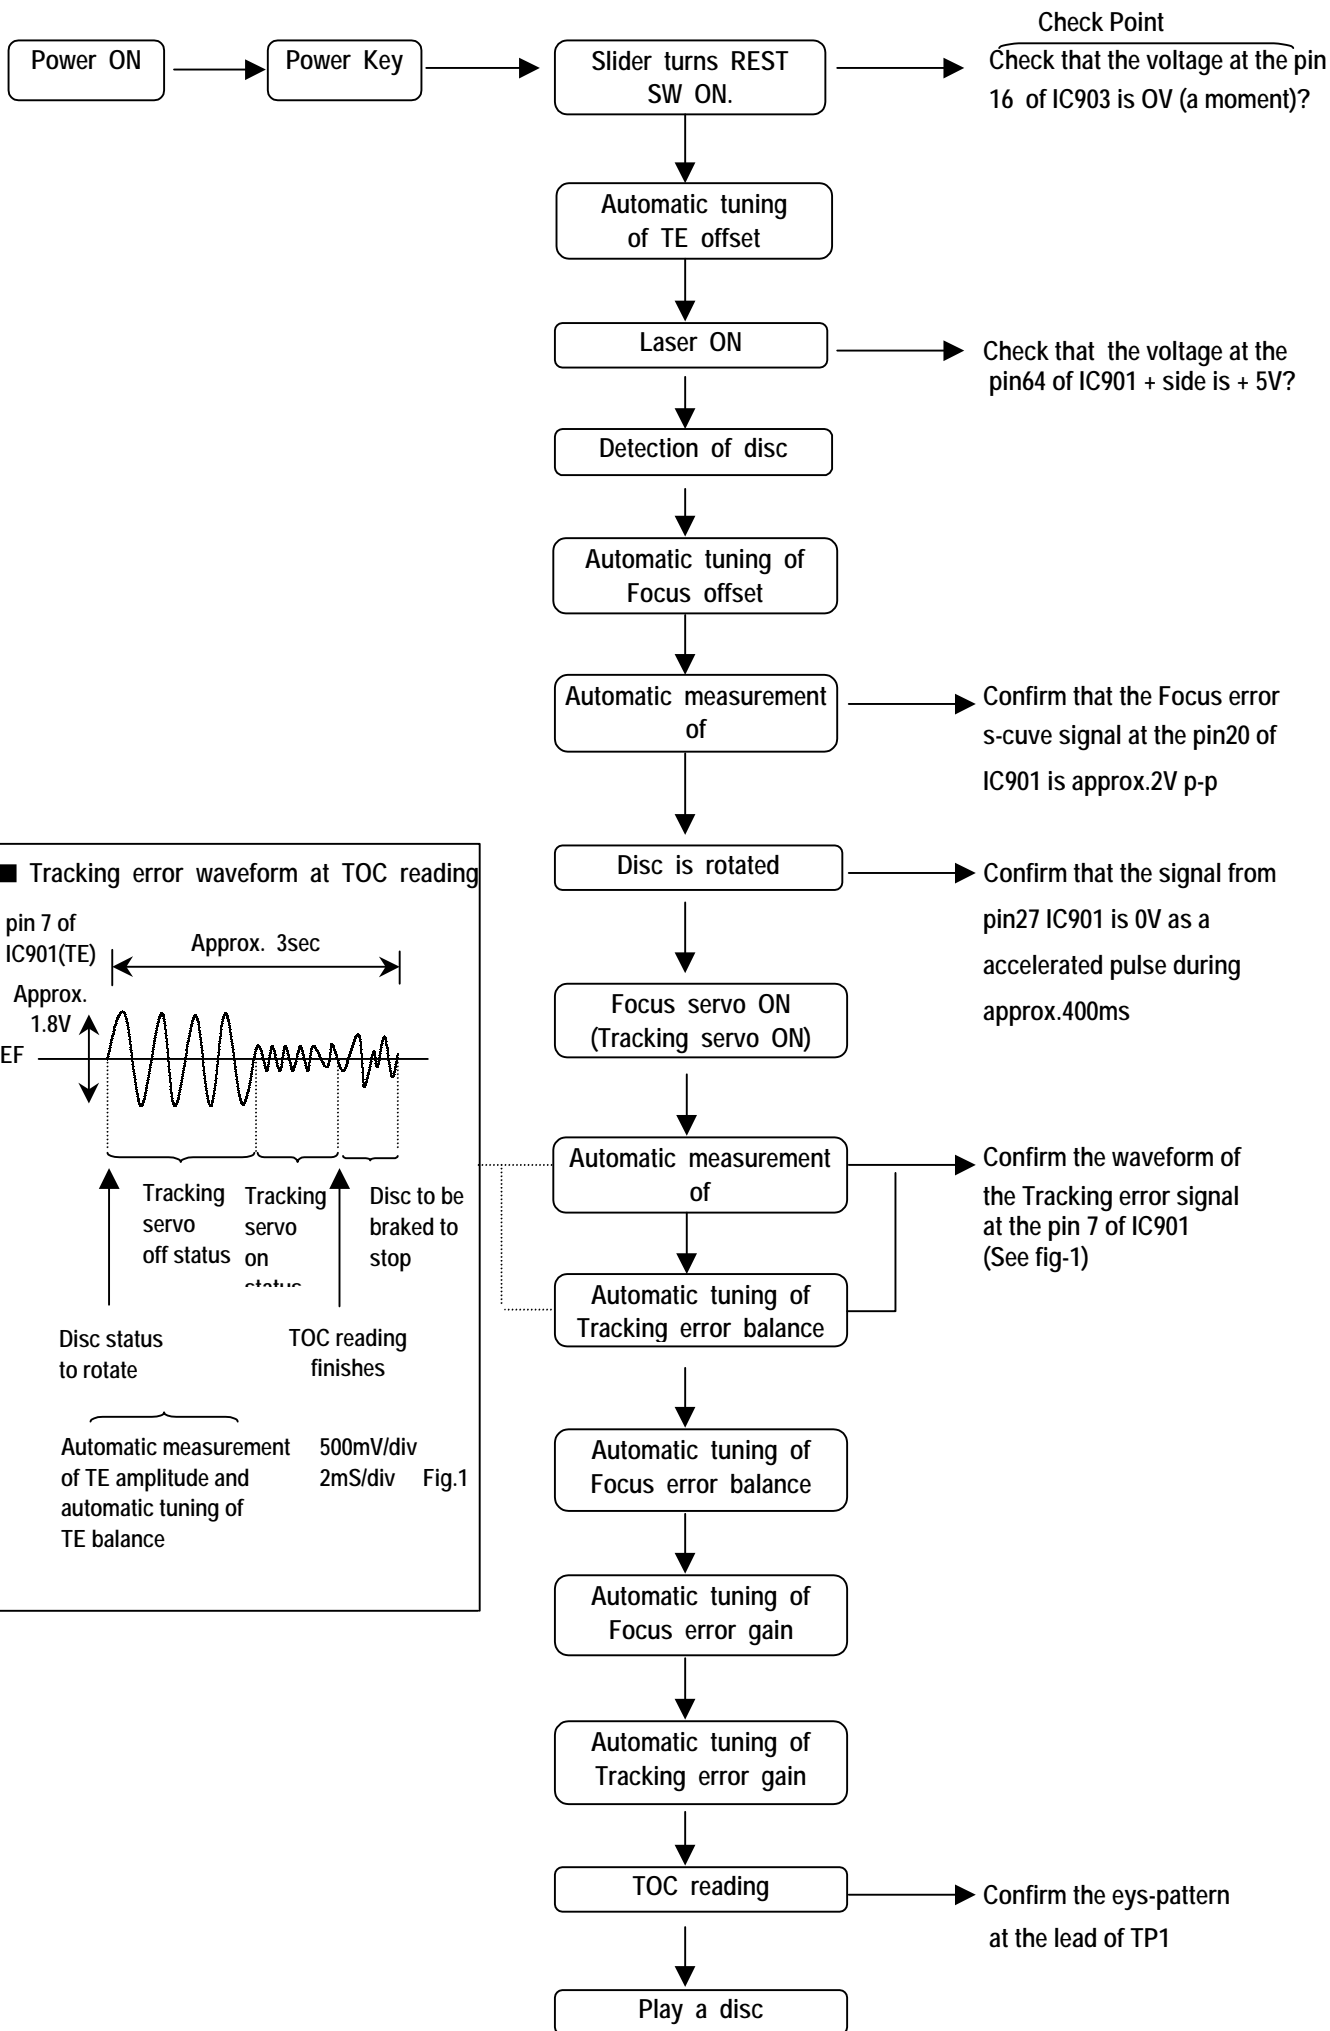 Check Point
Power ON
Power Key
Slider turns REST
SW ON.
Check that the voltage at the pin
16 of IC903 is OV (a moment)?
Automatic tuning
of TE offset
Laser ON
Check that the voltage at the
pin64 of IC901 + side is + 5V?
Detection of disc
Automatic tuning of
Focus offset
Automatic measurement
of
Confirm that the Focus error
s-cuve signal at the pin20 of
IC901 is approx.2V p-p
Disc is rotated
Confirm that the signal from
pin27 IC901 is 0V as a
accelerated pulse during
approx.400ms
Focus servo ON
(Tracking servo ON)
Automatic measurement
of
Confirm the waveform of
the Tracking error signal
at the pin 7 of IC901
(See fig-1)
Automatic tuning of
Tracking error balance
■ Tracking error waveform at TOC reading
pin 7 of
IC901(TE)
Approx. 3sec
Approx.
1.8V
EF
Tracking
servo
off status
Tracking
servo
on
status
Disc to be
braked to
stop
Disc status
to rotate
TOC reading
finishes
Automatic measurement
of TE amplitude and
automatic tuning of
TE balance
500mV/div
2mS/div Fig.1
Automatic tuning of
Focus error balance
Automatic tuning of
Focus error gain
Automatic tuning of
Tracking error gain
TOC reading
Confirm the eys-pattern
at the lead of TP1
Play a disc